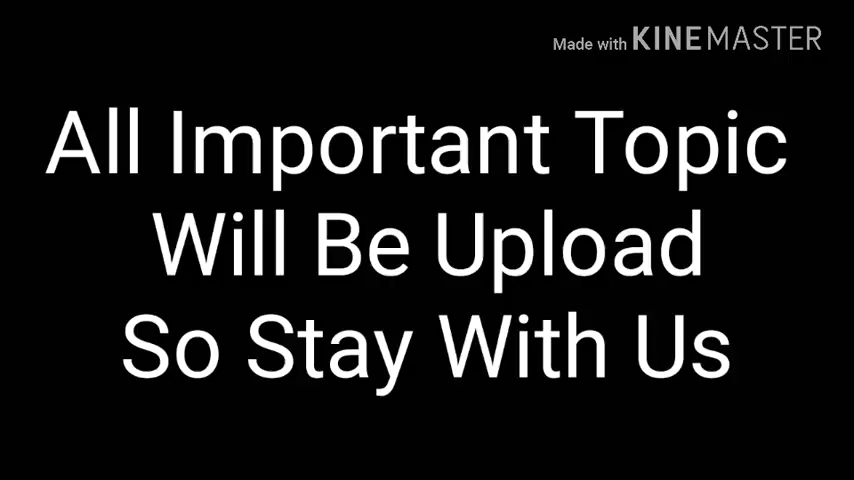 Made with KINEMASTER
All Important Topic
Will Be Upload
So Stay With Us